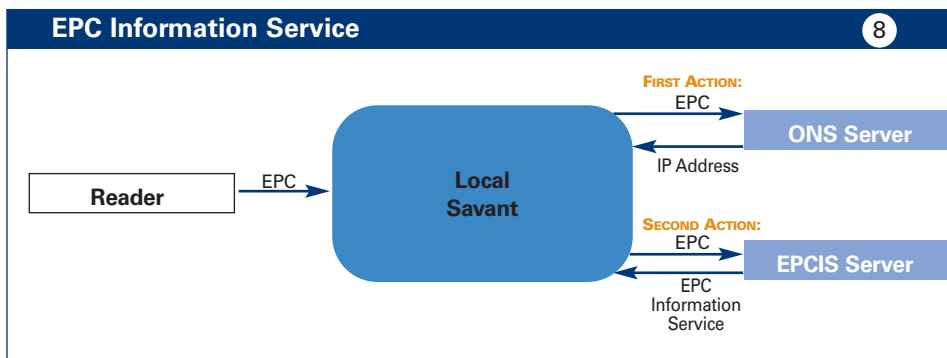 EPC Information Service
8
FIRST ACTION:
EPC
ONS Server
IP Address
Reader
EPC
Local
Savant
SECOND ACTION:
EPC
EPCIS Server
EPC
Information
Service